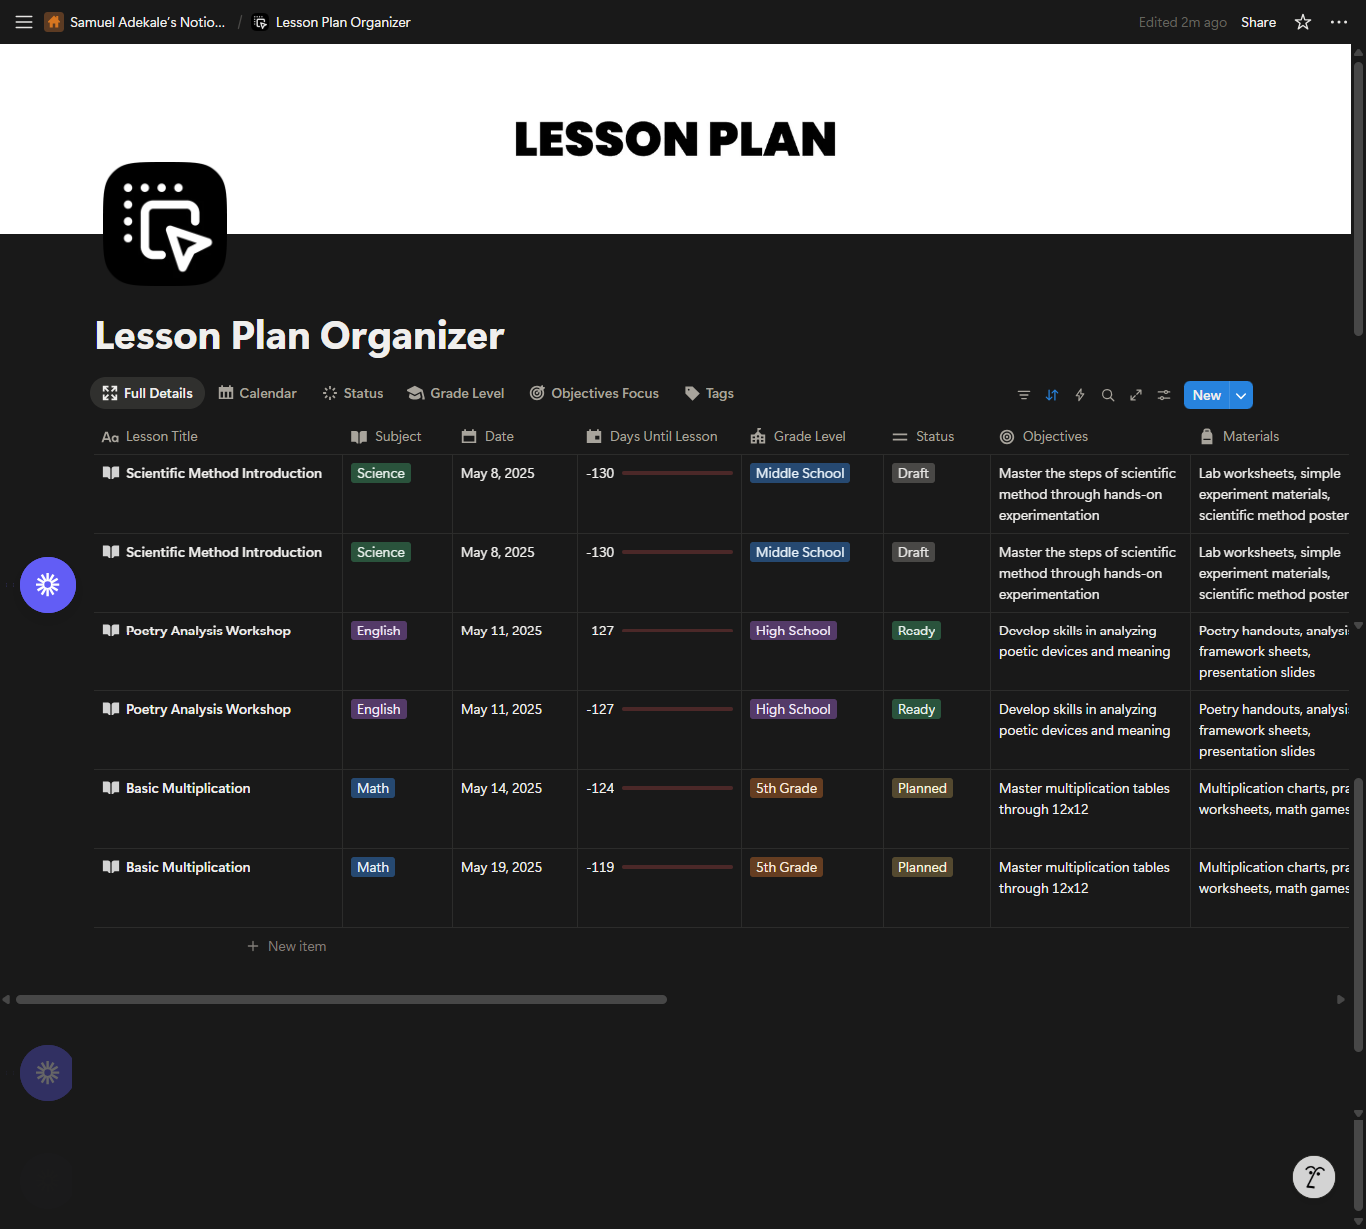 Samuel Adekale's Notio... / Lesson Plan Organizer Edited 2m ago Share
LESSON PLAN
Lesson Plan Organizer
Full Details Calendar Status Grade Level Objectives Focus Tags New
Aa Lesson Title Subject Date Days Until Lesson Grade Level Status Objectives Materials
Scientific Method Introduction Science May 8, 2025 -130 Middle School Draft Master the steps of scientific Lab worksheets, simple
method through hands-on experiment materials,
experimentation scientific method poster
Scientific Method Introduction Science May 8, 2025 -130 Middle School Draft Master the steps of scientific Lab worksheets, simple
method through hands-on experiment materials,
experimentation scientific method poster
Poetry Analysis Workshop English May 11, 2025 127 High School Ready Develop skills in analyzing Poetry handouts, analysi
poetic devices and meaning framework sheets,
presentation slides
Poetry Analysis Workshop English May 11, 2025 -127 High School Ready Develop skills in analyzing Poetry handouts, analysi
poetic devices and meaning framework sheets,
presentation slides
Basic Multiplication Math May 14, 2025 -124 5th Grade Planned Master multiplication tables Multiplication charts, pra
through 12x12 worksheets, math games
Basic Multiplication Math May 19, 2025 -119 5th Grade Planned Master multiplication tables Multiplication charts, pra
through 12x12 worksheets, math games
+ New item